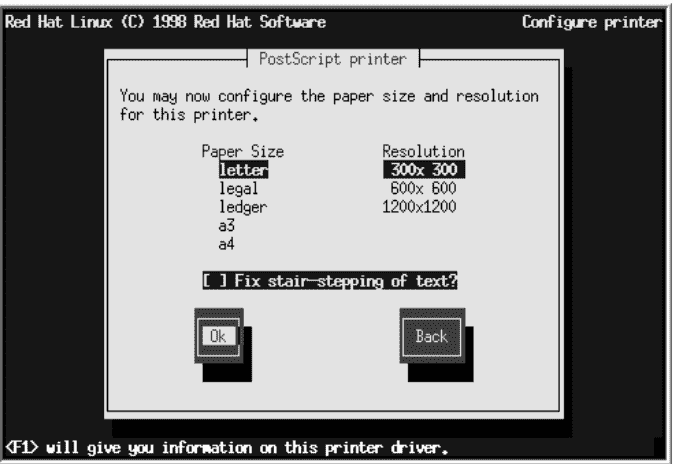 Red Hat Linux (C) 1998 Red Hat Software Configure printer
PostScript printer
You may now configure the paper size and resolution
for this printer.
Paper Size Resolution
letter 300x 300
legal 600x 600
ledger 1200x1200
a3
a4
[ ] Fix stair-stepping of text?
Ok Back
<F1> will give you information on this printer driver.